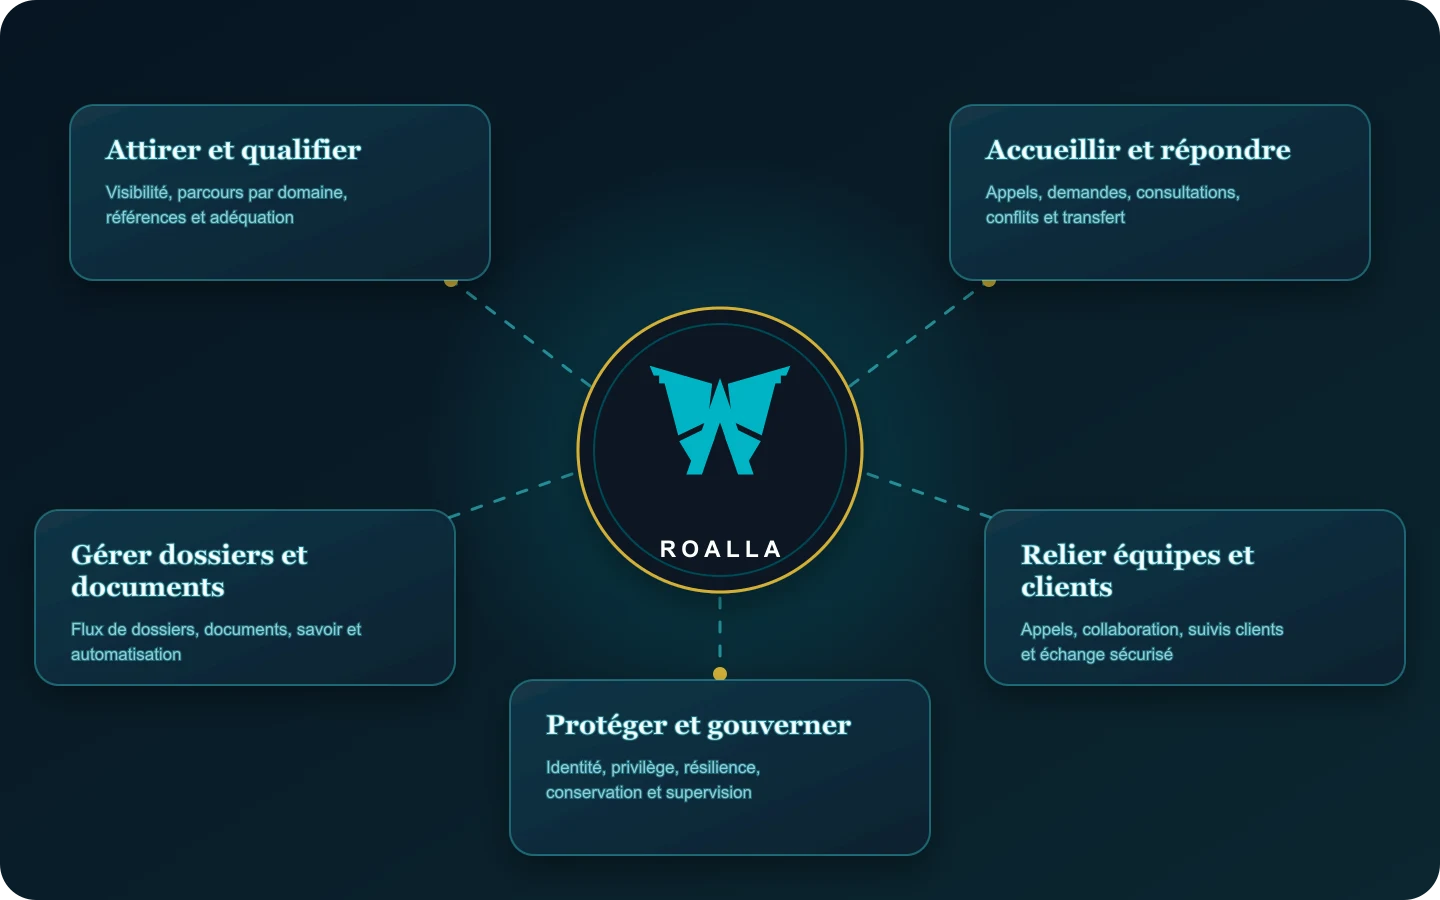 Attirer et qualifier
Visibilité, parcours par domaine,
références et adéquation
Accueillir et répondre
Appels, demandes, consultations,
conflits et transfert
ROALLA
Gérer dossiers et
documents
Flux de dossiers, documents, savoir et
automatisation
Relier équipes et
clients
Appels, collaboration, suivis clients
et échange sécurisé
Protéger et gouverner
Identité, privilège, résilience,
conservation et supervision